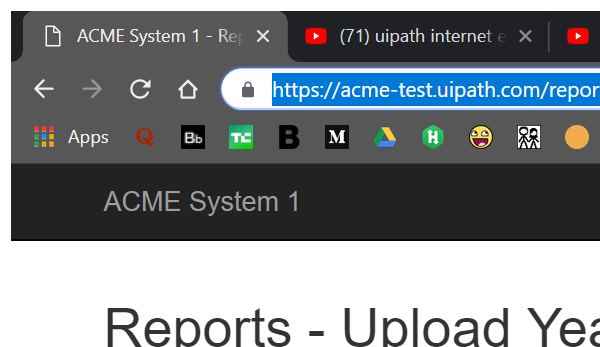 ACME System 1 - Rep
(71) uipath internet e
https://acme-test.uipath.com/repor
Apps
Q
Bb
TC
B
M
ACME System 1
Reports - Upload Yea